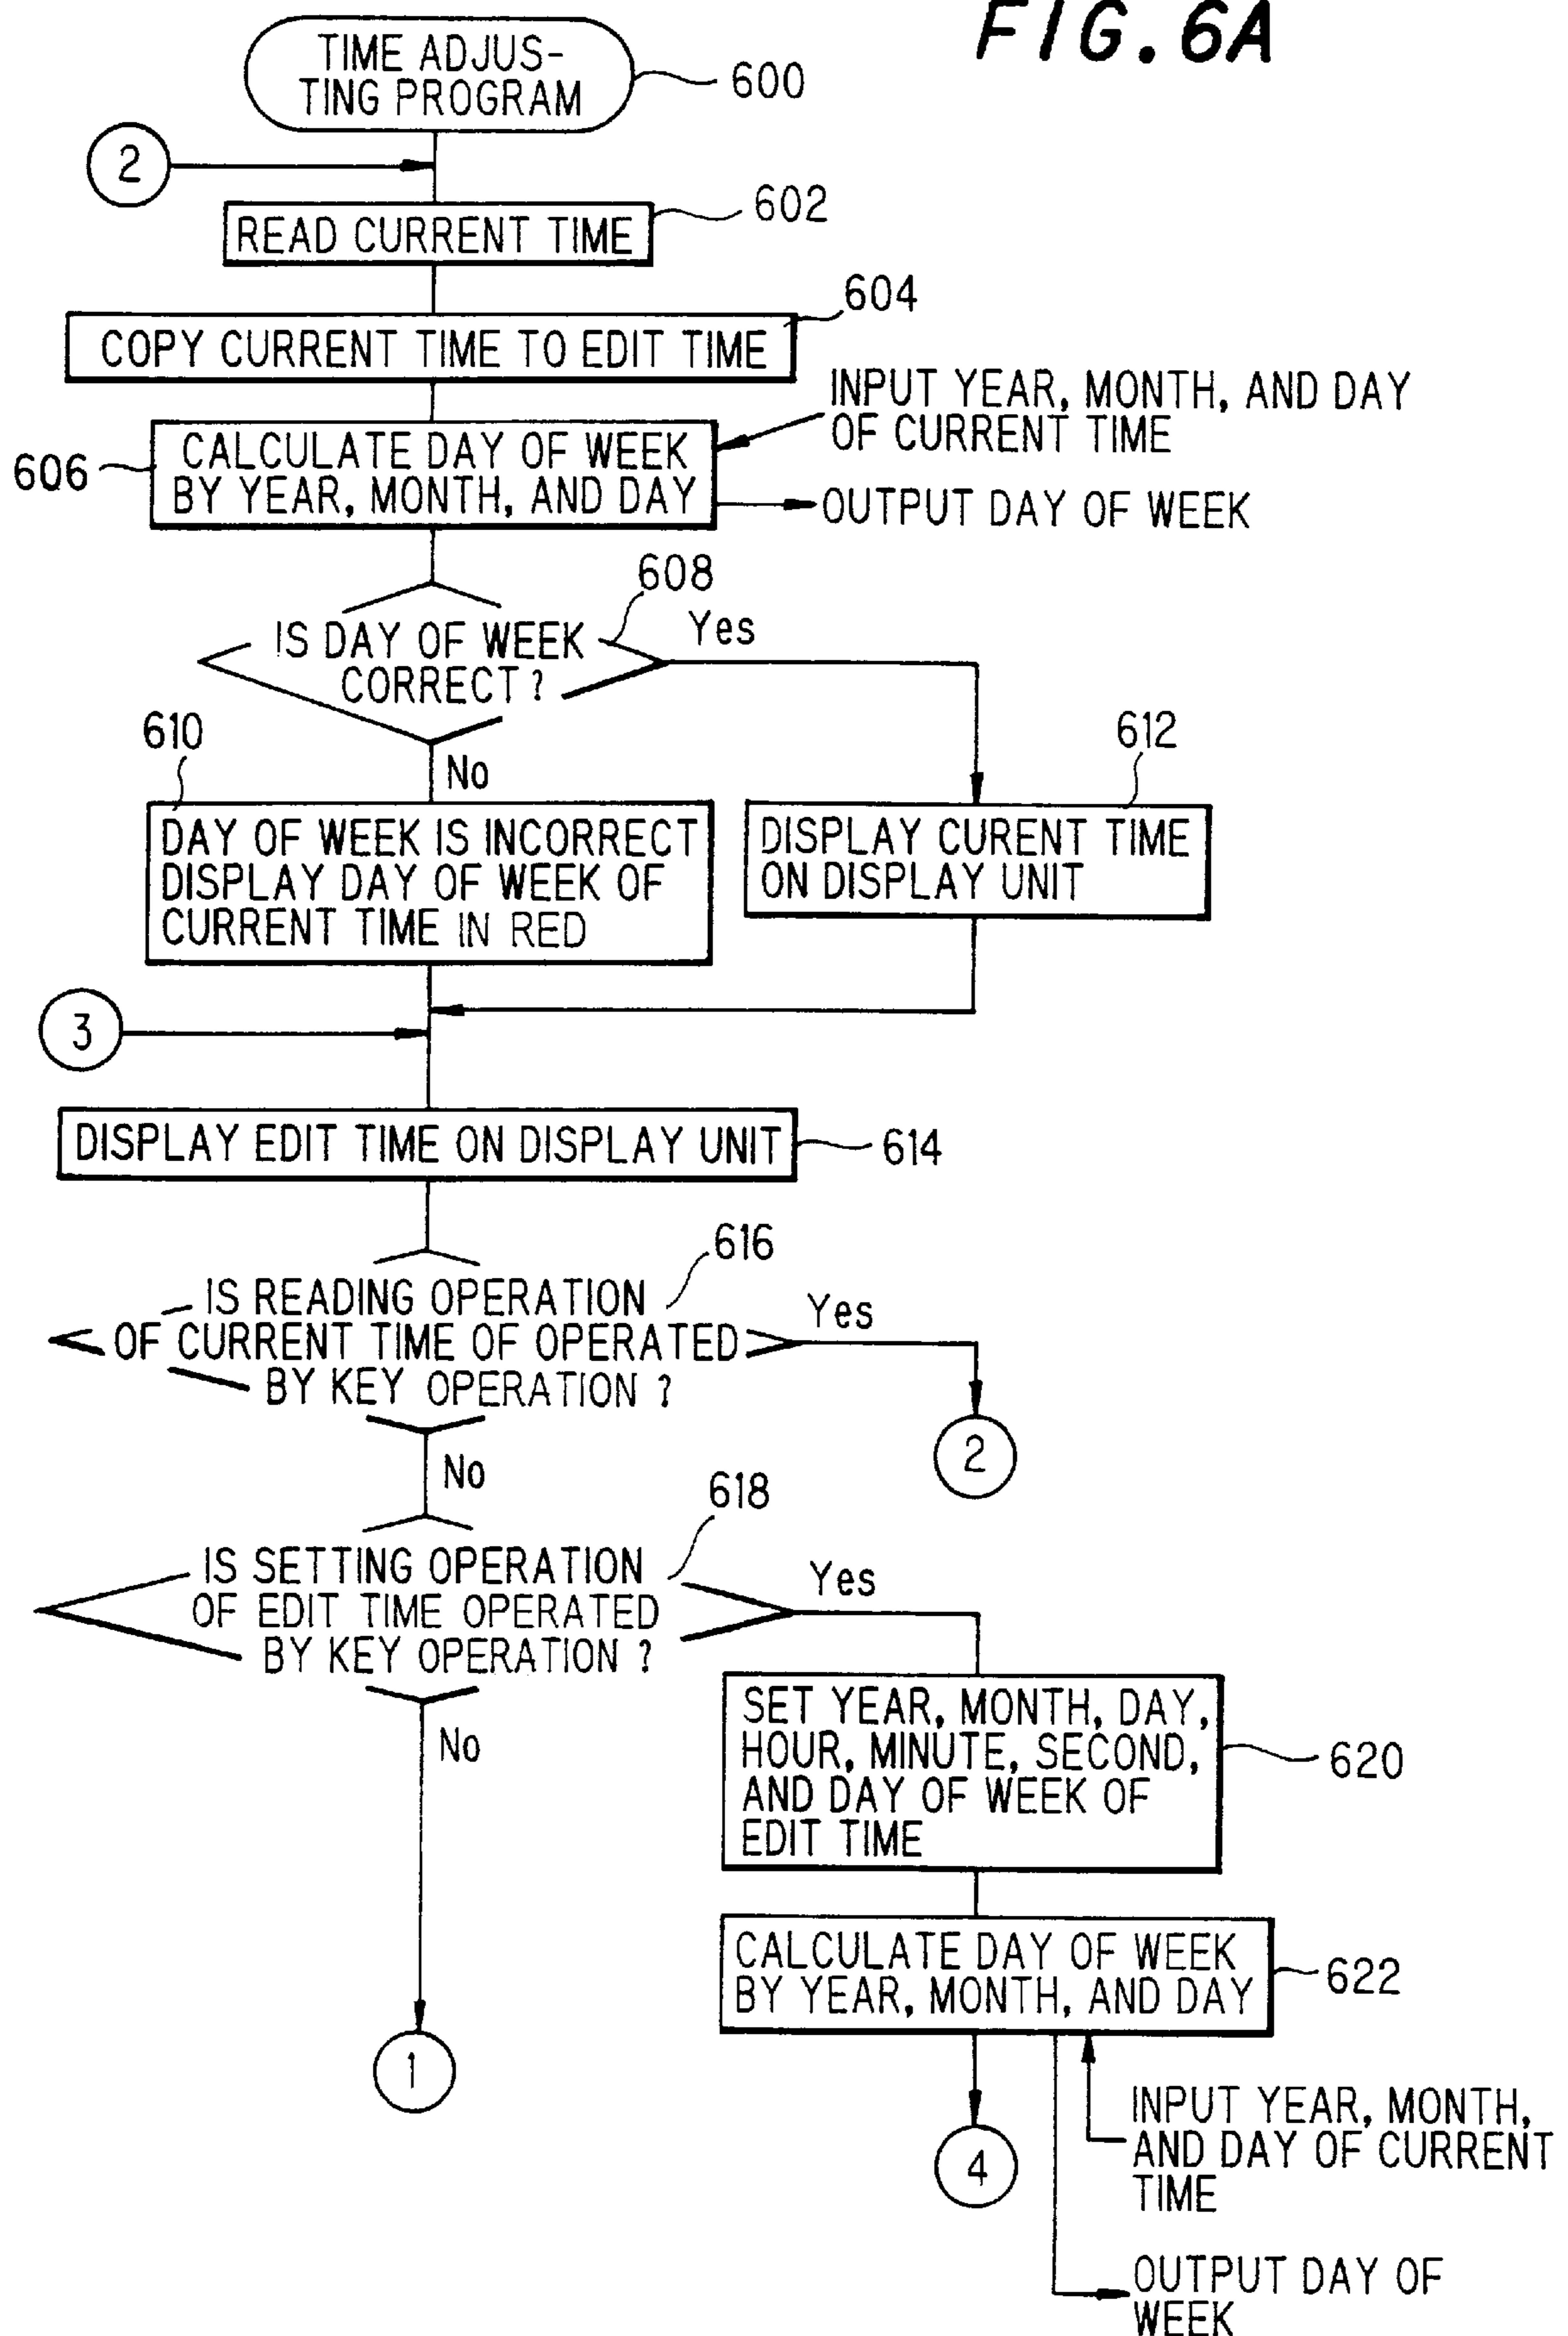 FIG. 6A
TIME ADJUS-
TING PROGRAM
600
2
602
READ CURRENT TIME
604
COPY CURRENT TIME TO EDIT TIME
INPUT YEAR, MONTH, AND DAY
OF CURRENT TIME
606
CALCULATE DAY OF WEEK
BY YEAR, MONTH, AND DAY
OUTPUT DAY OF WEEK
608
IS DAY OF WEEK
CORRECT ?
Yes
610
No
612
DAY OF WEEK IS INCORRECT
DISPLAY DAY OF WEEK OF
CURRENT TIME IN RED
DISPLAY CURENT TIME
ON DISPLAY UNIT
3
DISPLAY EDIT TIME ON DISPLAY UNIT
614
616
IS READING OPERATION
OF CURRENT TIME OF OPERATED
BY KEY OPERATION ?
Yes
2
No
618
IS SETTING OPERATION
OF EDIT TIME OPERATED
BY KEY OPERATION ?
Yes
No
SET YEAR, MONTH, DAY,
HOUR, MINUTE, SECOND,
AND DAY OF WEEK OF
EDIT TIME
620
CALCULATE DAY OF WEEK
BY YEAR, MONTH, AND DAY
622
1
4
INPUT YEAR, MONTH,
AND DAY OF CURRENT
TIME
OUTPUT DAY OF
WEEK